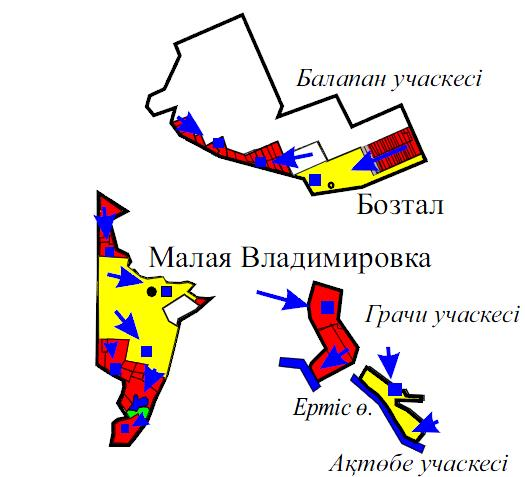 Балапан учаскесі
Бозтал
Малая Владимировка
Грачи учаскесі
Ертіс ө.
Ақтөбе учаскесі